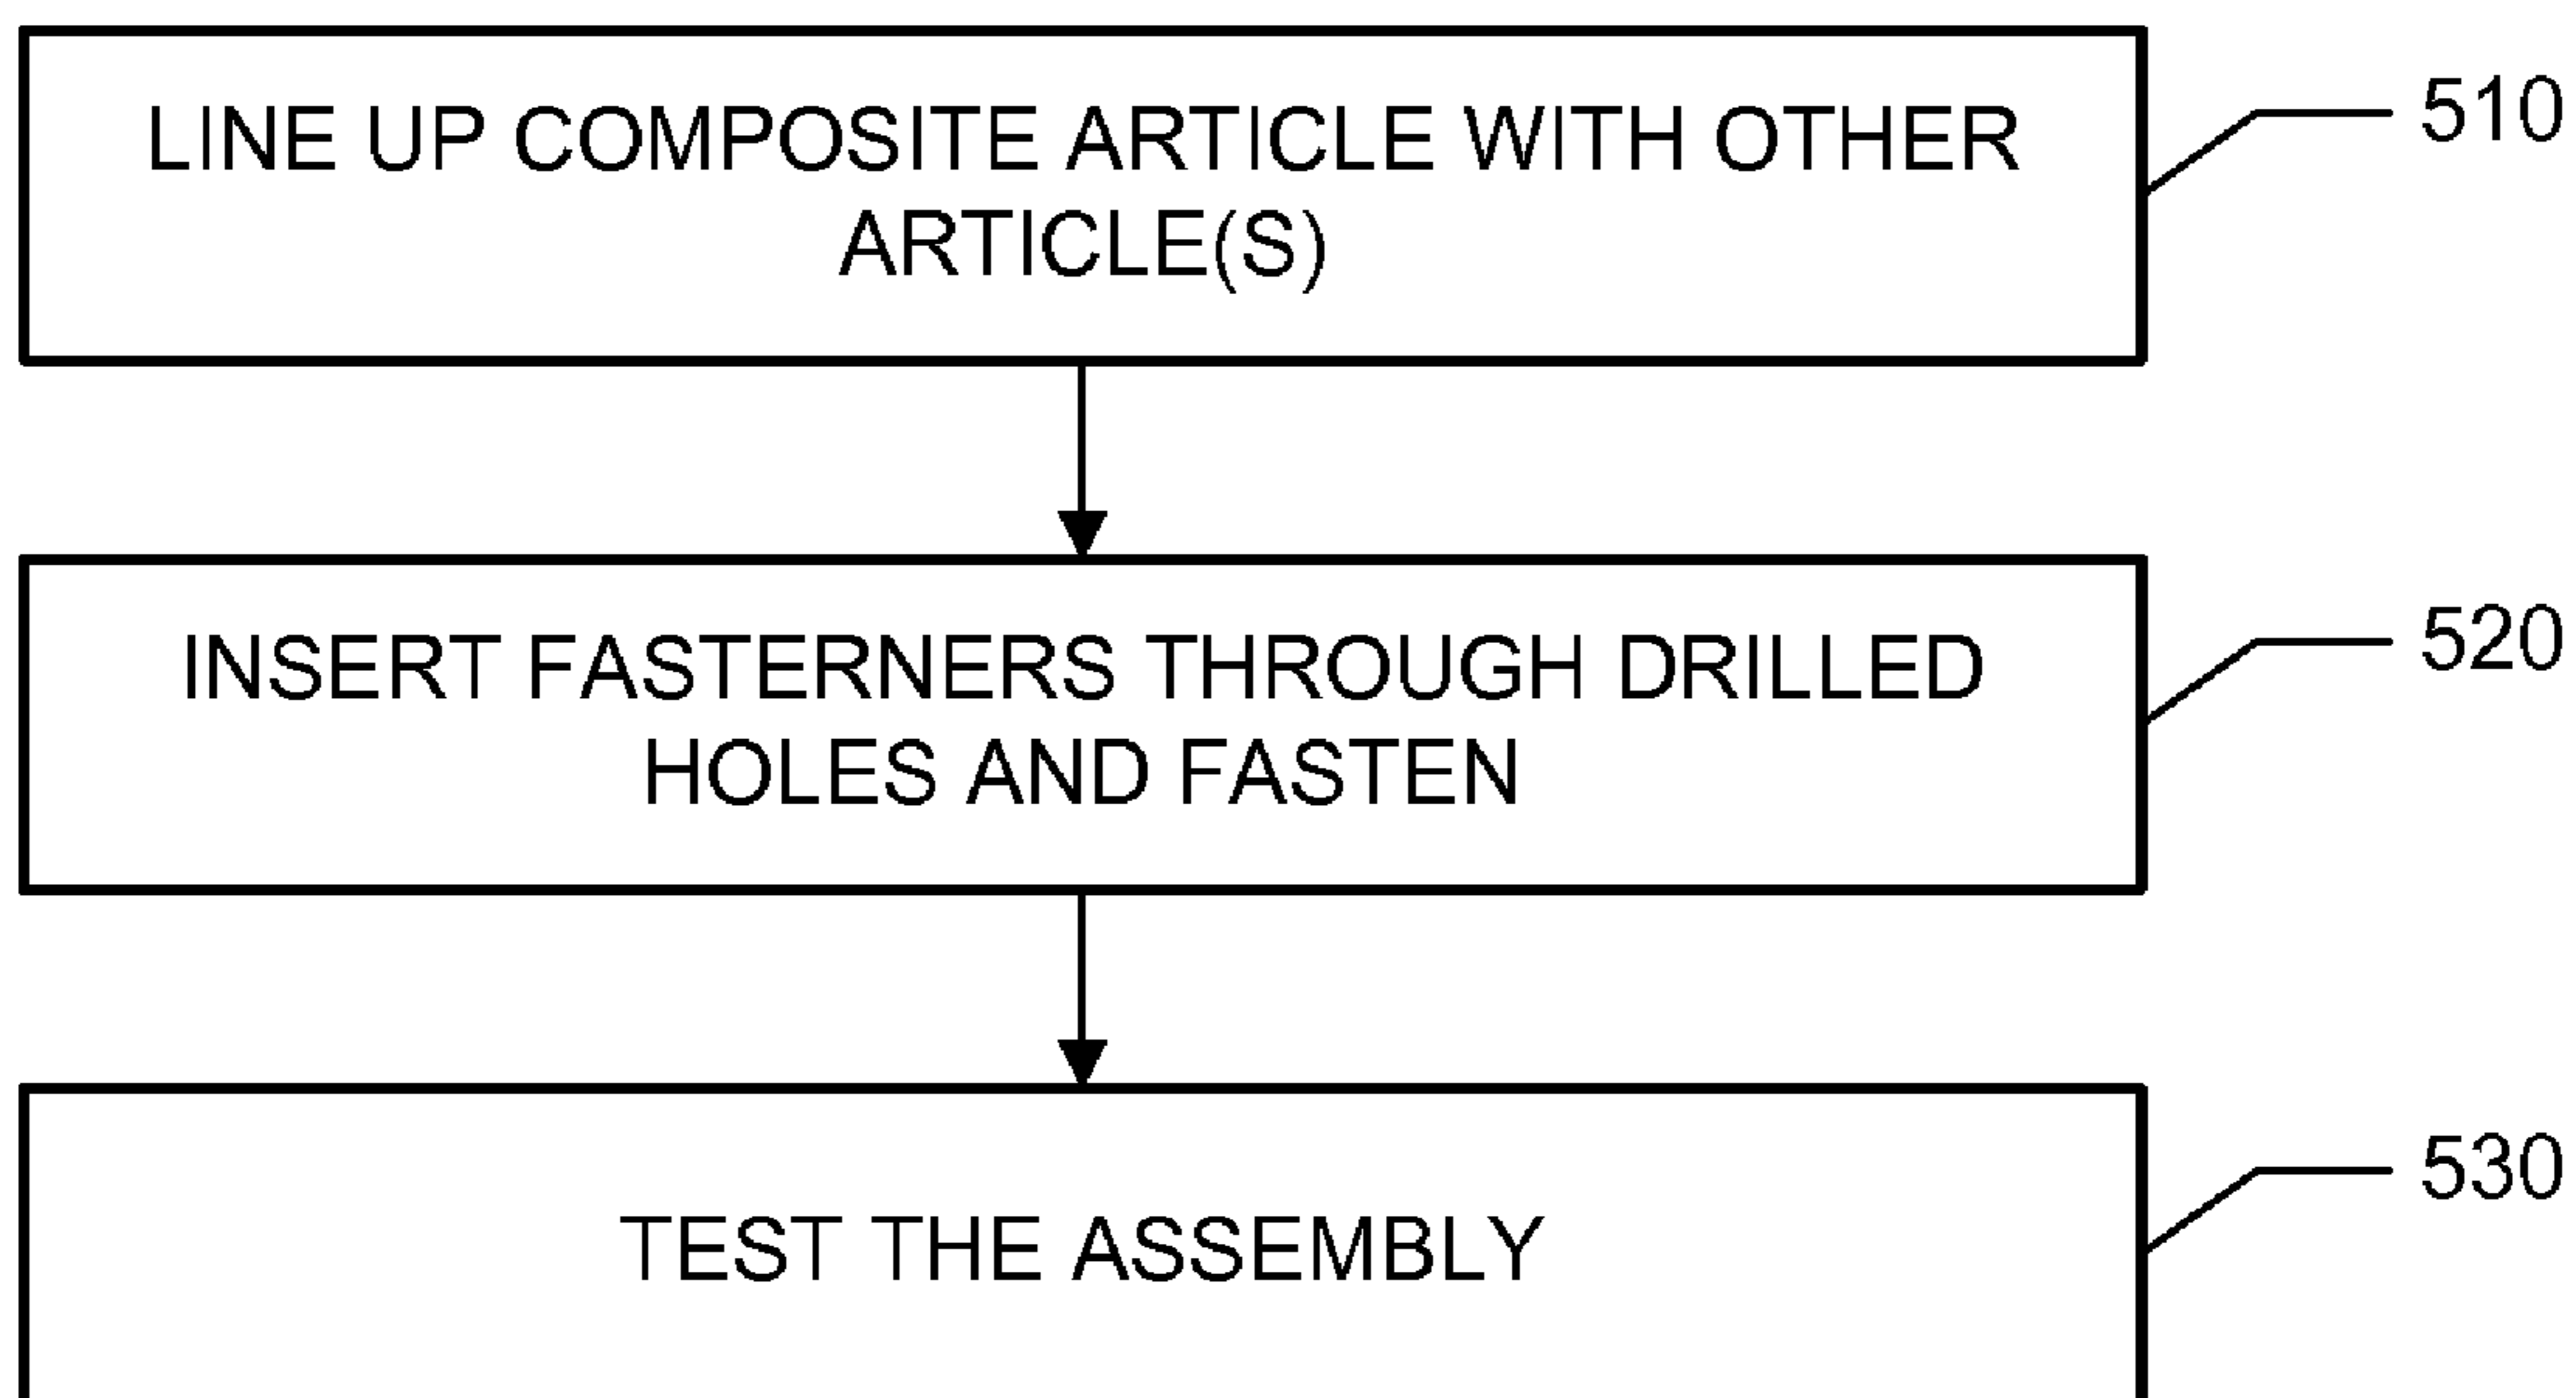 LINE UP COMPOSITE ARTICLE WITH OTHER
ARTICLE(S)
510
INSERT FASTERNERS THROUGH DRILLED
HOLES AND FASTEN
520
TEST THE ASSEMBLY
530